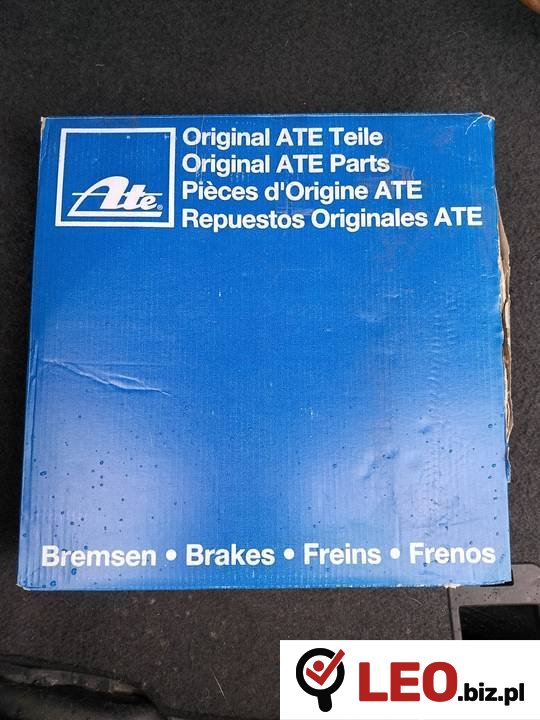 Ate®
Original ATE Teile
Original ATE Parts
Pièces d'Origine ATE
Repuestos Originales ATE
Bremsen • Brakes • Freins • Frenos
LEO.biz.pl